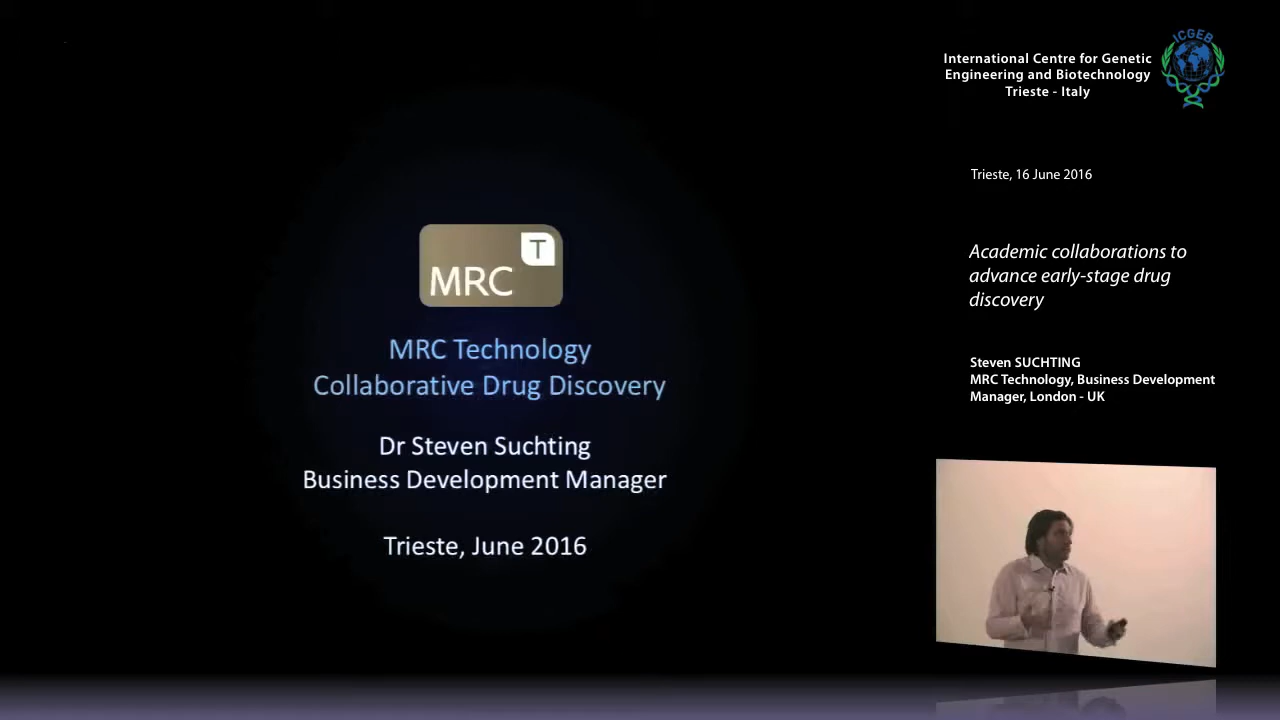 MRC
T
MRC Technology
Collaborative Drug Discovery
Dr Steven Suchting
Business Development Manager
Trieste, June 2016
International Centre for Genetic
Engineering and Biotechnology
Trieste - Italy
ICGEB
Trieste, 16 June 2016
Academic collaborations to
advance early-stage drug
discovery
Steven SUCHTING
MRC Technology, Business Development
Manager, London - UK